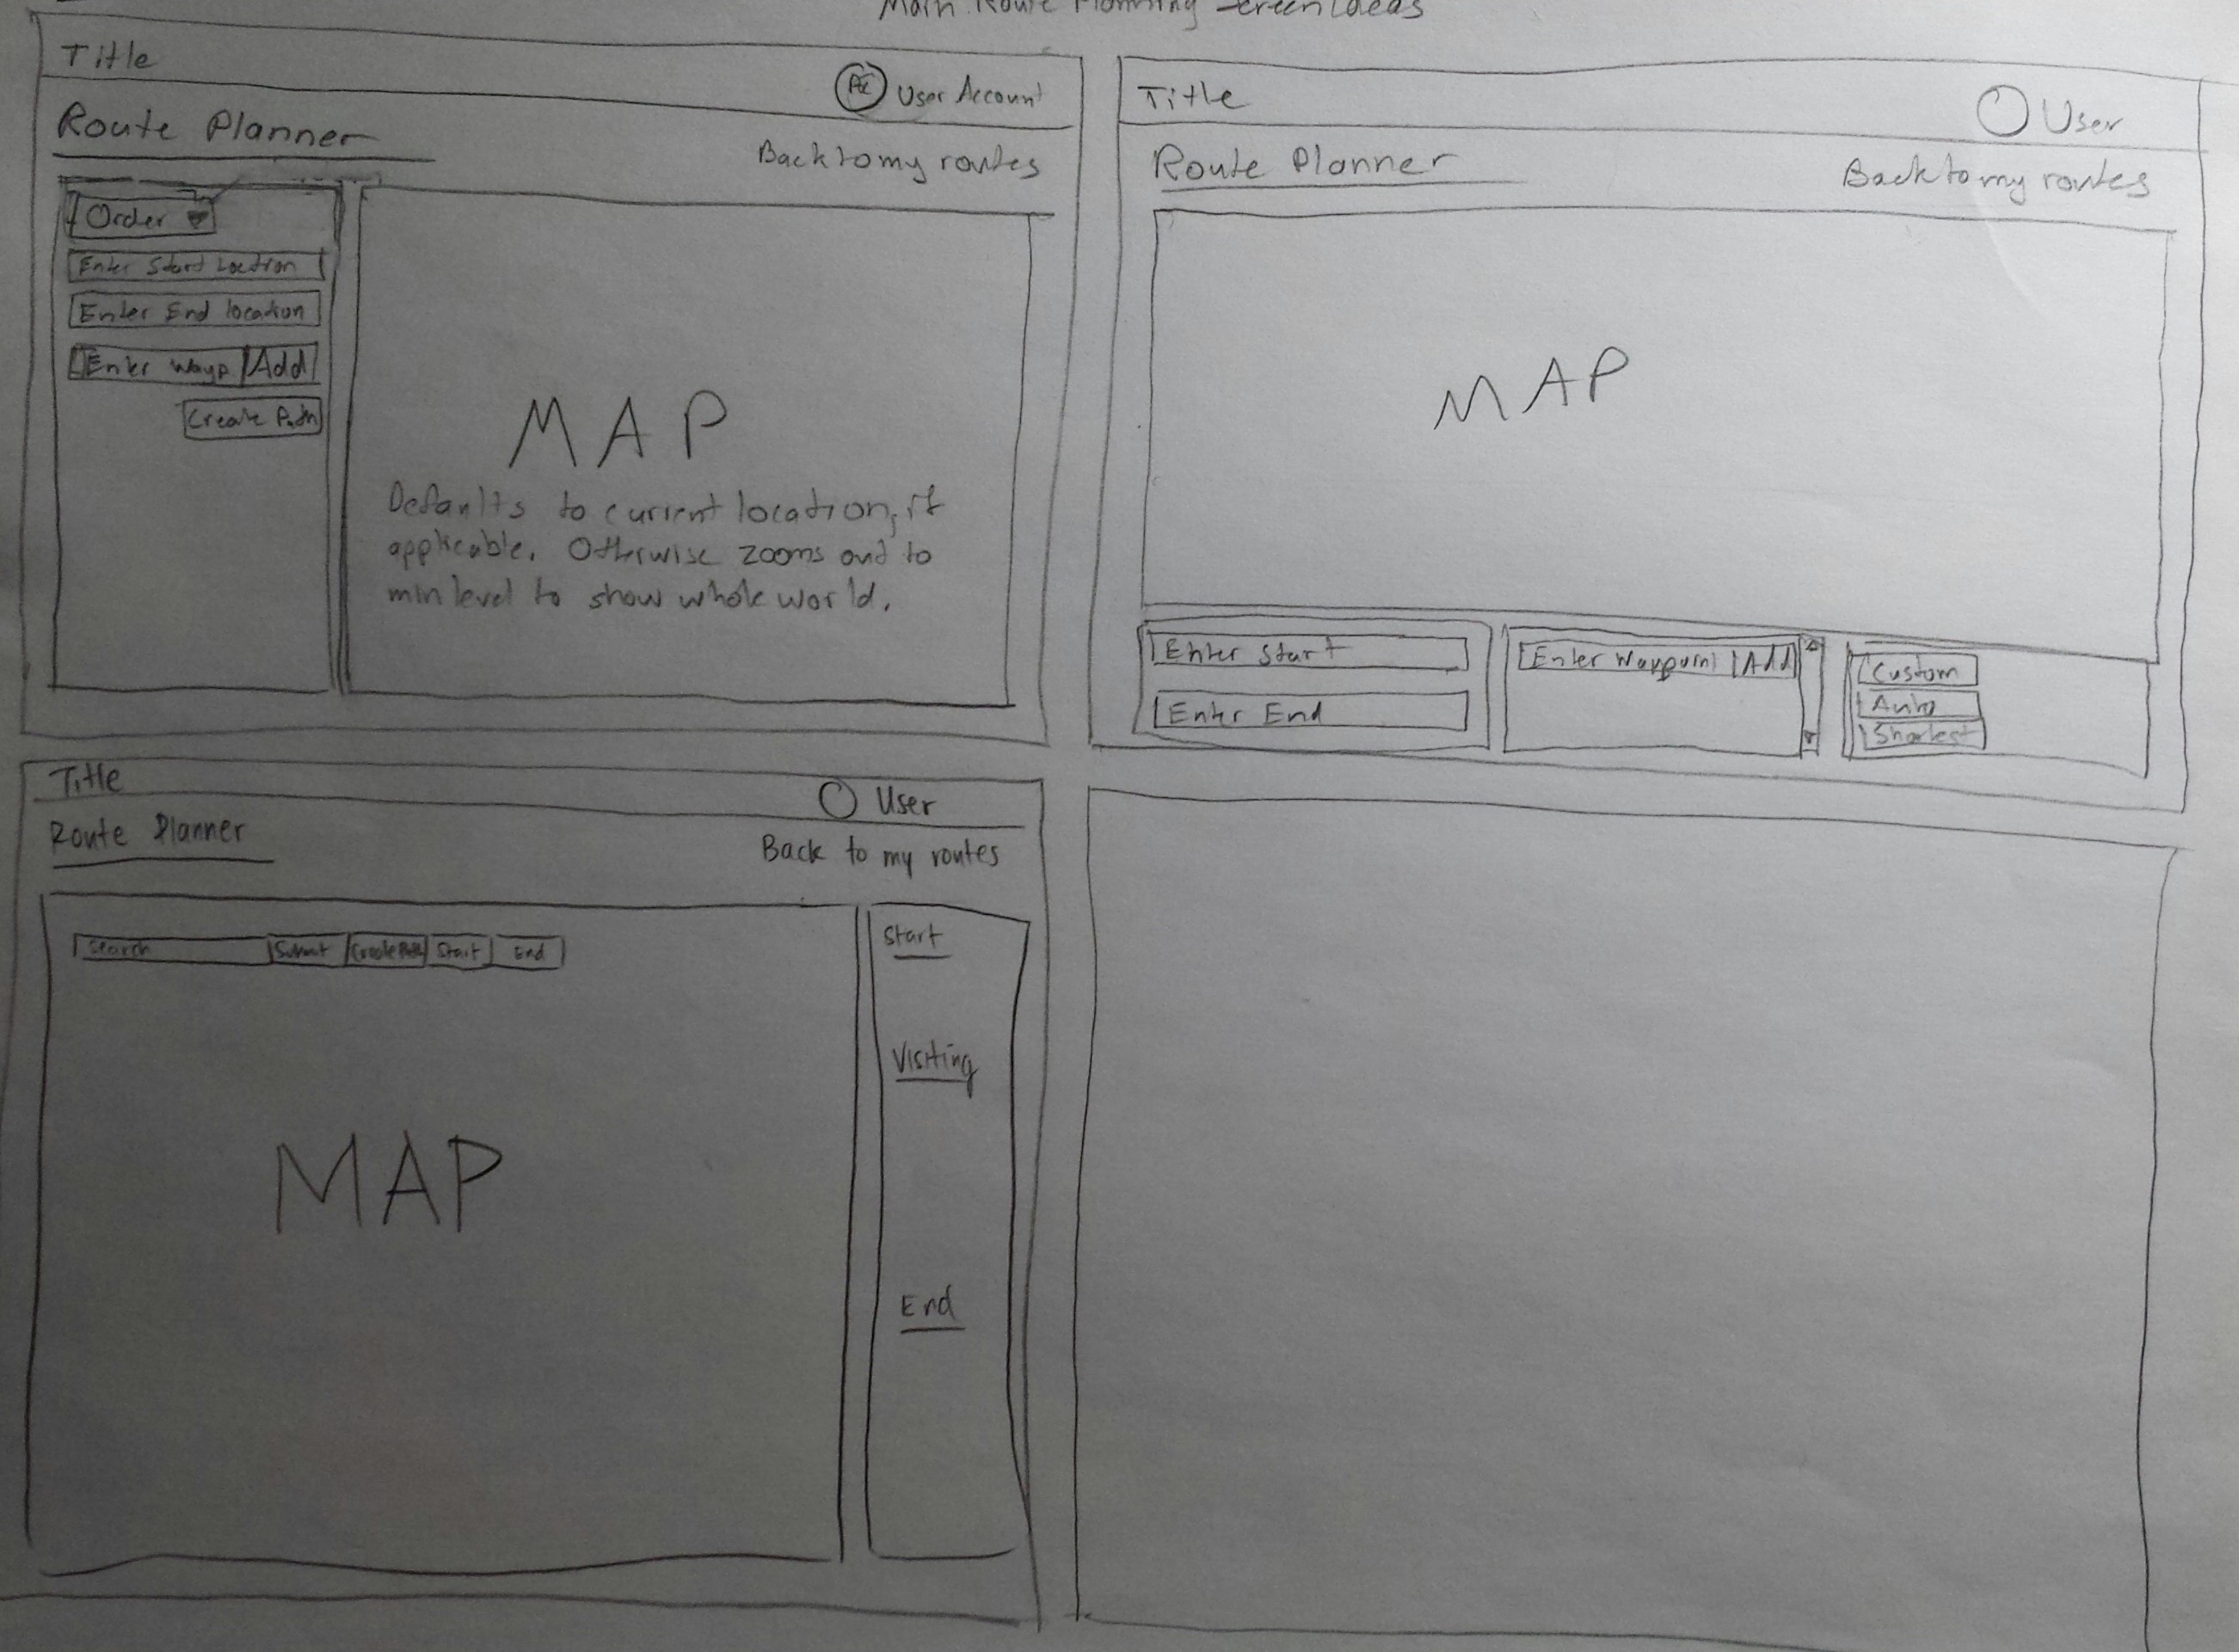 Main Route Planning Screen Ideas
Title
User Account
Route Planner
Back to my routes
Order
Enter Start Location
Enter End location
Enter Wayp Add
Create Path
MAP
Defaults to current location, if
applicable. Otherwise zooms out to
min level to show whole world.
Title
User
Route Planner
Back to my routes
MAP
Enter Start
Enter End
Enter Waypoint Add
Custom
Auto
Shortest
Title
User
Route Planner
Back to my routes
Search Submit Create Path Start End
MAP
Start
Visiting
End